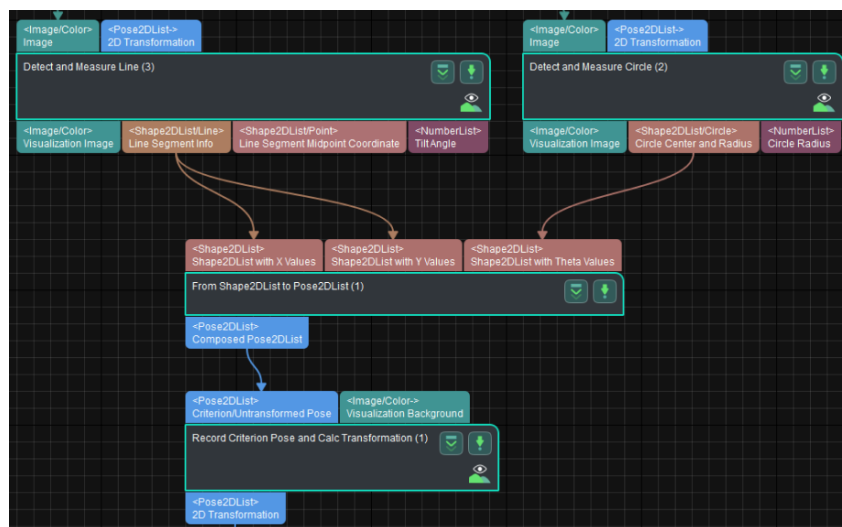 <Image/Color>
Image
<Pose2DList->
2D Transformation
Detect and Measure Line (3)
<Image/Color>
Visualization Image
<Shape2DList/Line>
Line Segment Info
<Shape2DList/Point>
Line Segment Midpoint Coordinate
<NumberList>
TiltAngle
<Image/Color>
Image
<Pose2DList->
2D Transformation
Detect and Measure Circle (2)
<Image/Color>
Visualization Image
<Shape2DList/Circle>
Circle Center and Radius
<NumberList>
Circle Radius
<Shape2DList>
Shape2DList with X Values
<Shape2DList>
Shape2DList with Y Values
<Shape2DList>
Shape2DList with Theta Values
From Shape2DList to Pose2DList (1)
<Pose2DList>
Composed Pose2DList
<Pose2DList>
Criterion/Untransformed Pose
<Image/Color->
Visualization Background
Record Criterion Pose and Calc Transformation (1)
<Pose2DList>
2D Transformation